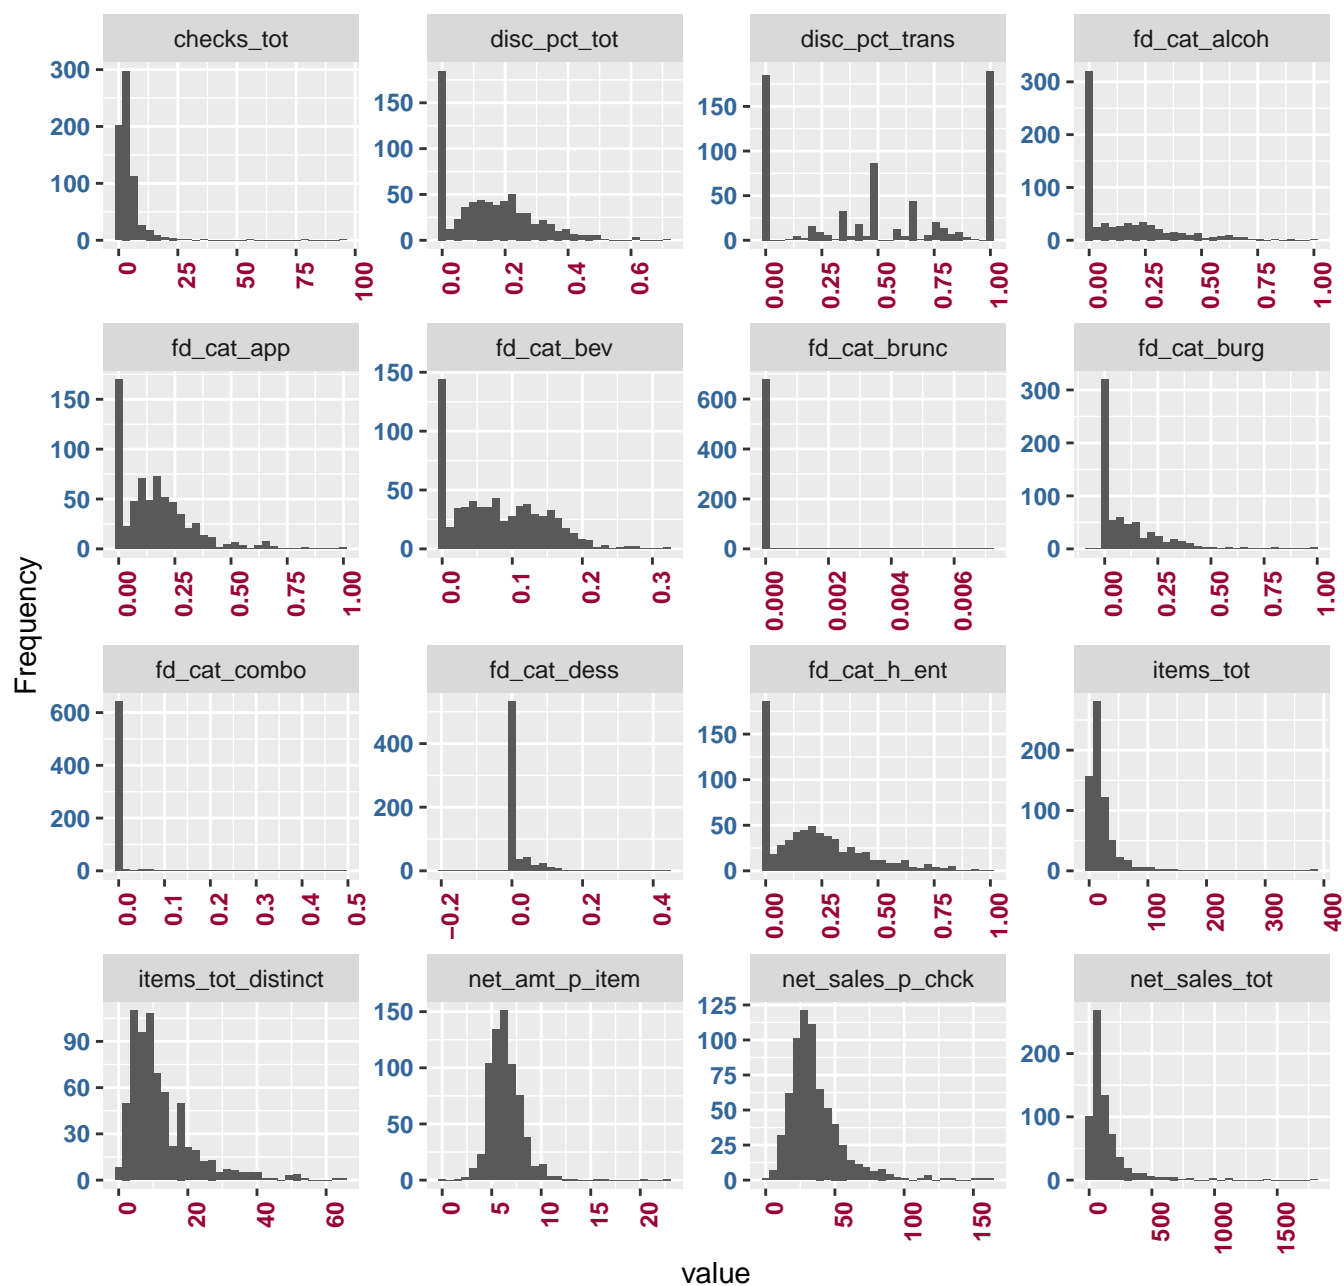 checks_tot disc_pct_tot disc_pct_trans fd_cat_alcoh
300 200 100 0
150 100 50 0
150 100 50 0
300 200 100 0
0 25 50 75 100
0.0 0.2 0.4 0.6
0.00 0.25 0.50 0.75 1.00
0.00 0.25 0.50 0.75 1.00
fd_cat_app fd_cat_bev fd_cat_brunc fd_cat_burg
150 100 50 0
150 100 50 0
600 400 200 0
300 200 100 0
0.00 0.25 0.50 0.75 1.00
0.0 0.1 0.2 0.3
0.000 0.002 0.004 0.006
0.00 0.25 0.50 0.75 1.00
Frequency
fd_cat_combo fd_cat_dess fd_cat_h_ent items_tot
600 400 200 0
400 200 0
150 100 50 0
200 100 0
0.0 0.1 0.2 0.3 0.4 0.5
−0.2 0.0 0.2 0.4
0.00 0.25 0.50 0.75 1.00
0 100 200 300 400
items_tot_distinct net_amt_p_item net_sales_p_chck net_sales_tot
90 60 30 0
150 100 50 0
125 100 75 50 25 0
200 100 0
0 20 40 60
0 5 10 15 20
0 50 100 150
0 500 1000 1500
value